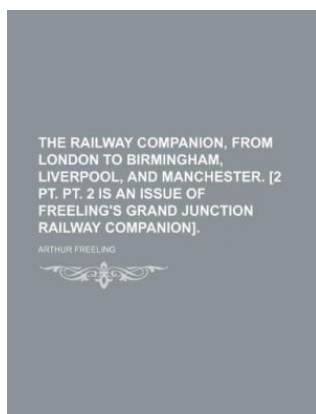 THE RAILWAY COMPANION, FROM
LONDON TO BIRMINGHAM,
LIVERPOOL, AND MANCHESTER. [2
PT. PT. 2 IS AN ISSUE OF
FREELING'S GRAND JUNCTION
RAILWAY COMPANION].
ARTHUR FREELING